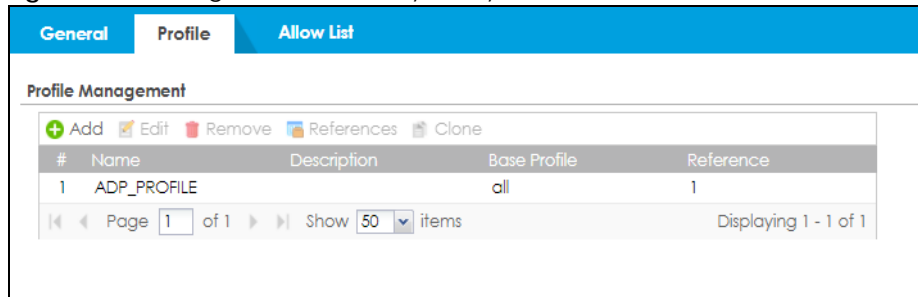 General Profile Allow List
Profile Management
Add Edit Remove References Clone
# Name Description Base Profile Reference
1 ADP_PROFILE all 1
Page 1 of 1 Show 50 items Displaying 1 - 1 of 1